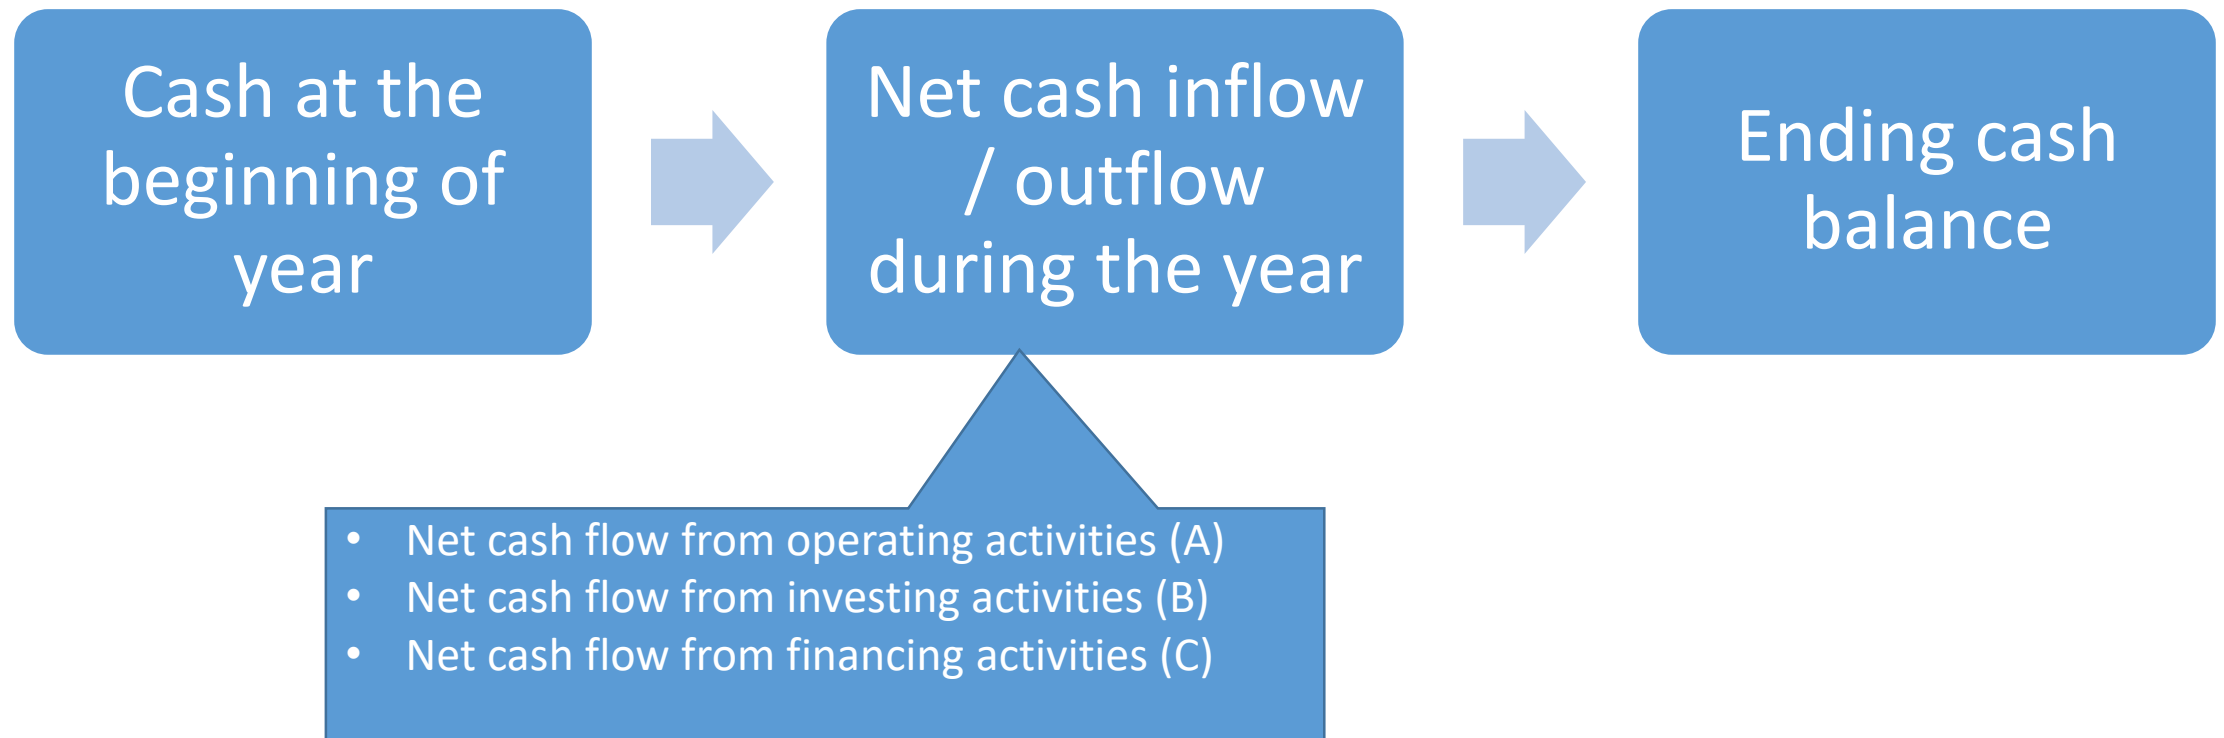 Cash at the
beginning of
year
Net cash inflow
/ outflow
during the year
Ending cash
balance
• Net cash flow from operating activities (A)
• Net cash flow from investing activities (B)
• Net cash flow from financing activities (C)